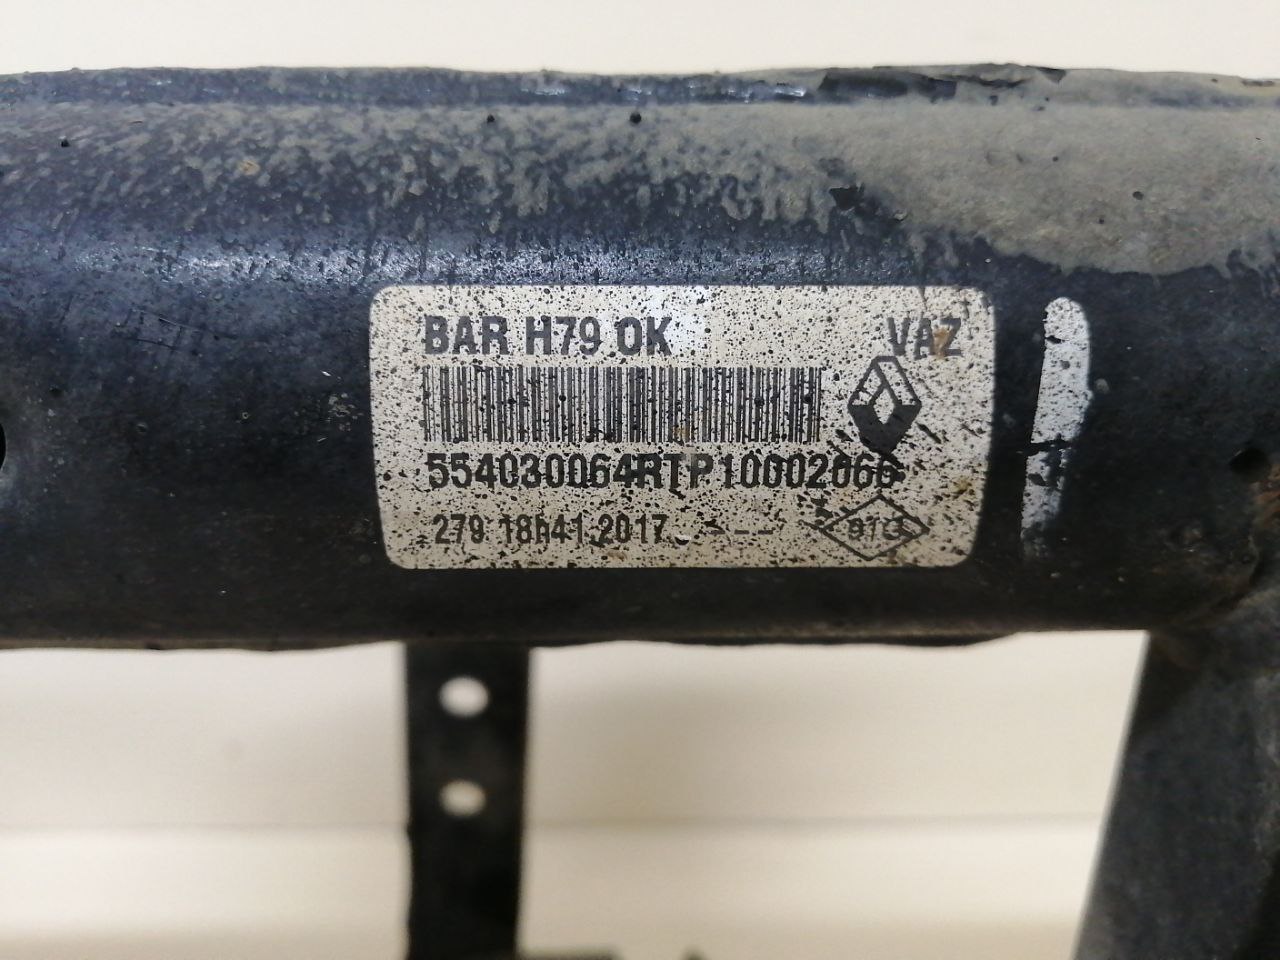 BAR H79 OK
VAZ
554030064RTP10002066
279 18h41 2017 ---